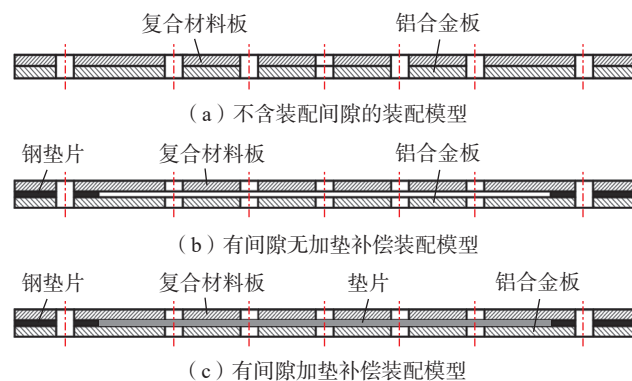 复合材料板 铝合金板
（a）不含装配间隙的装配模型
钢垫片 复合材料板 铝合金板
（b）有间隙无加垫补偿装配模型
钢垫片 复合材料板 垫片 铝合金板
（c）有间隙加垫补偿装配模型